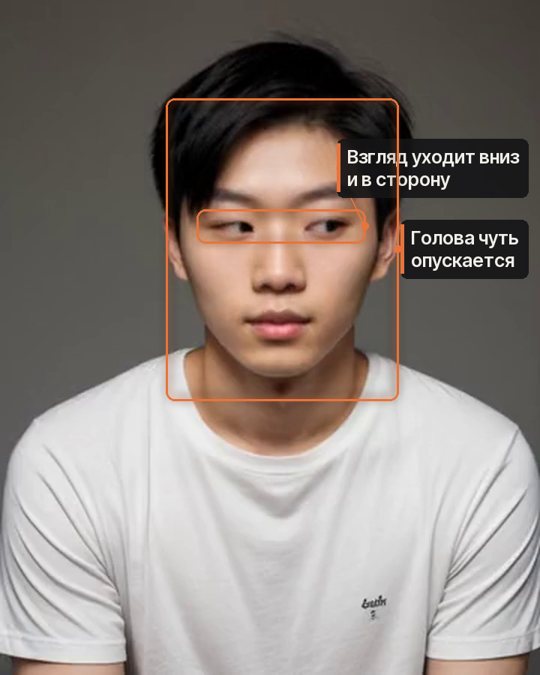 Взгляд уходит вниз
и в сторону
Голова чуть
опускается